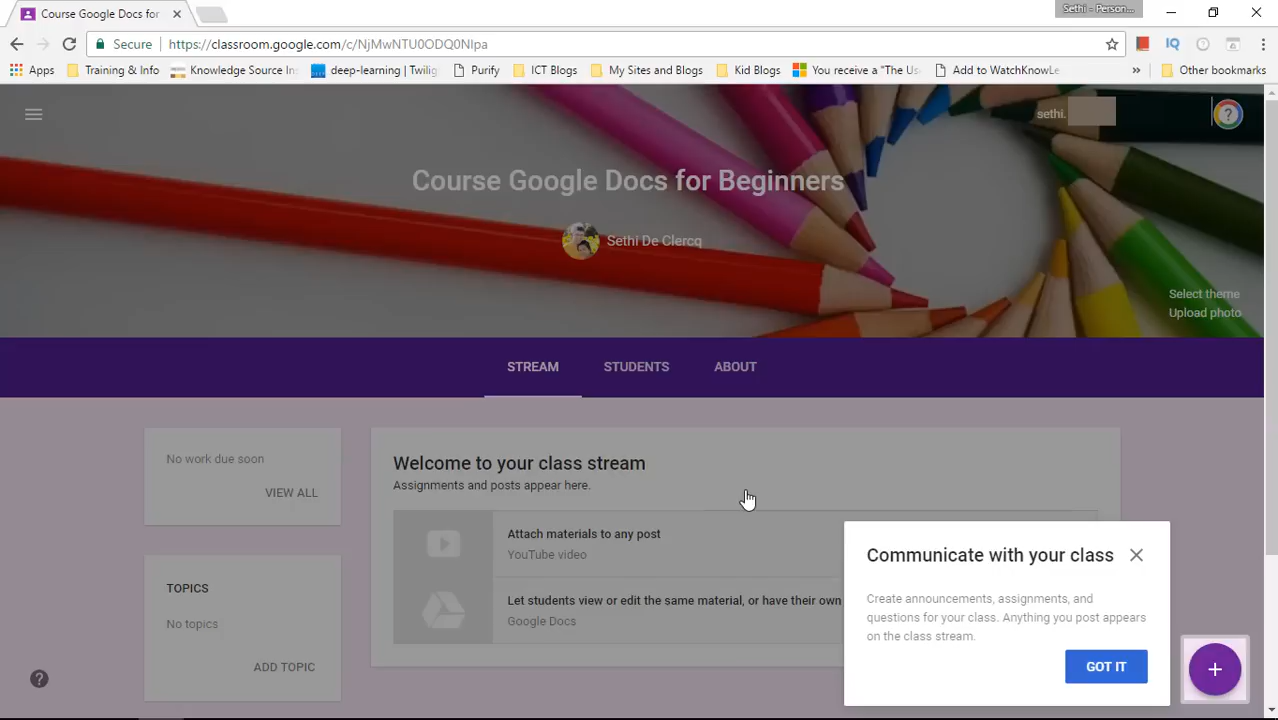 Course Google Docs for
Sethi - Person...
Secure
https://classroom.google.com/c/NjMwNTU0ODQ0Nlpa
Apps
Training & Info
Knowledge Source In
deep-learning | Twilig
Purify
ICT Blogs
My Sites and Blogs
Kid Blogs
You receive a "The Use
Add to WatchKnowLe
»
Other bookmarks
IQ
sethi.
Course Google Docs for Beginners
Sethi De Clercq
Select theme
Upload photo
STREAM
STUDENTS
ABOUT
No work due soon
VIEW ALL
TOPICS
No topics
ADD TOPIC
Welcome to your class stream
Assignments and posts appear here.
Attach materials to any post
YouTube video
Let students view or edit the same material, or have their own
Google Docs
Communicate with your class
Create announcements, assignments, and
questions for your class. Anything you post appears
on the class stream.
GOT IT